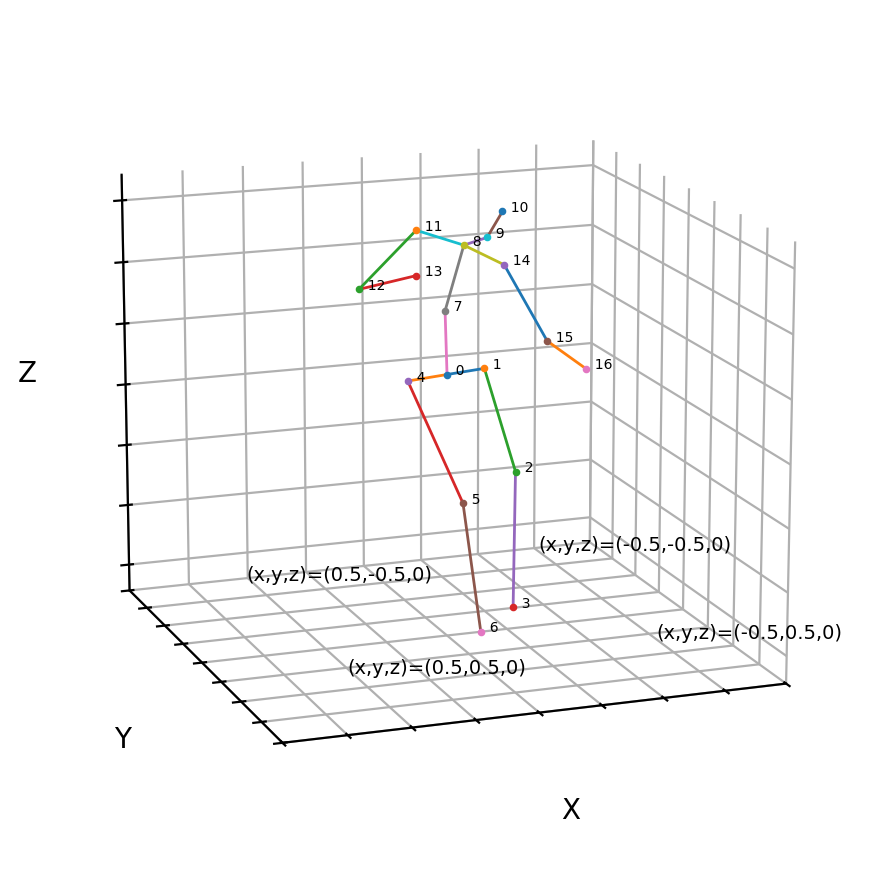 10
11
9
8
14
13
12
7
15
16
1
0
4
Z
2
5
(x,y,z)=(-0.5,-0.5,0)
(x,y,z)=(0.5,-0.5,0)
3
6
(x,y,z)=(-0.5,0.5,0)
(x,y,z)=(0.5,0.5,0)
Y
X